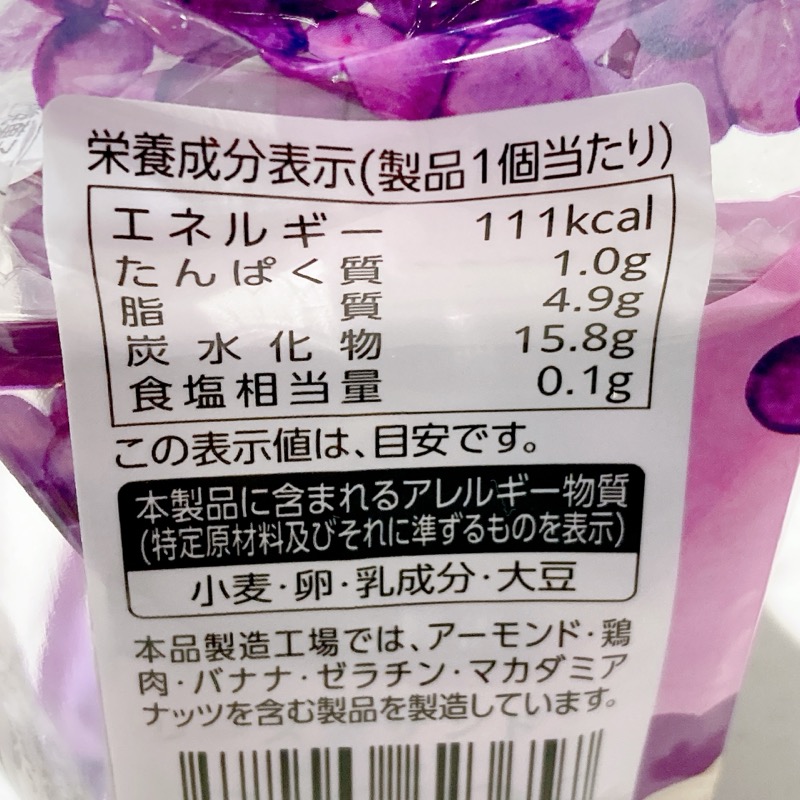 栄養成分表示(製品1個当たり)
エネルギー 111kcal
たんぱく質 1.0g
脂質 4.9g
炭水化物 15.8g
食塩相当量 0.1g
この表示値は、目安です。
本製品に含まれるアレルギー物質
(特定原材料及びそれに準ずるものを表示)
小麦・卵・乳成分・大豆
本品製造工場では、アーモンド・鶏
肉・バナナ・ゼラチン・マカダミア
ナッツを含む製品を製造しています。